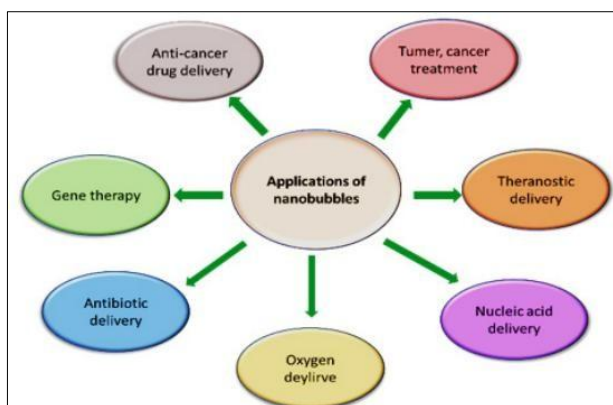 Anti-cancer
drug delivery
Tumer, cancer
treatment
Gene therapy
Applications of
nanobubbles
Theranostic
delivery
Antibiotic
delivery
Nucleic acid
delivery
Oxygen
deylirve